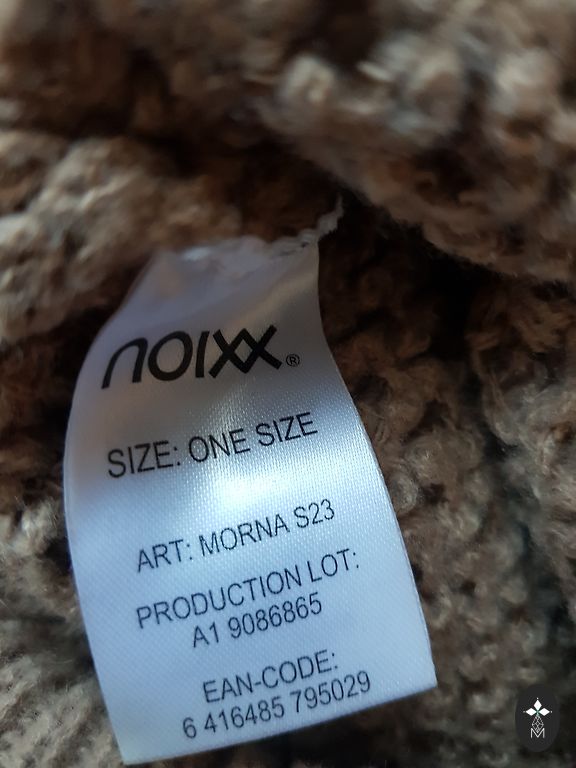 noixx®
SIZE: ONE SIZE
ART: MORNA S23
PRODUCTION LOT:
A1 9086865
EAN-CODE:
6 416485 795029
M